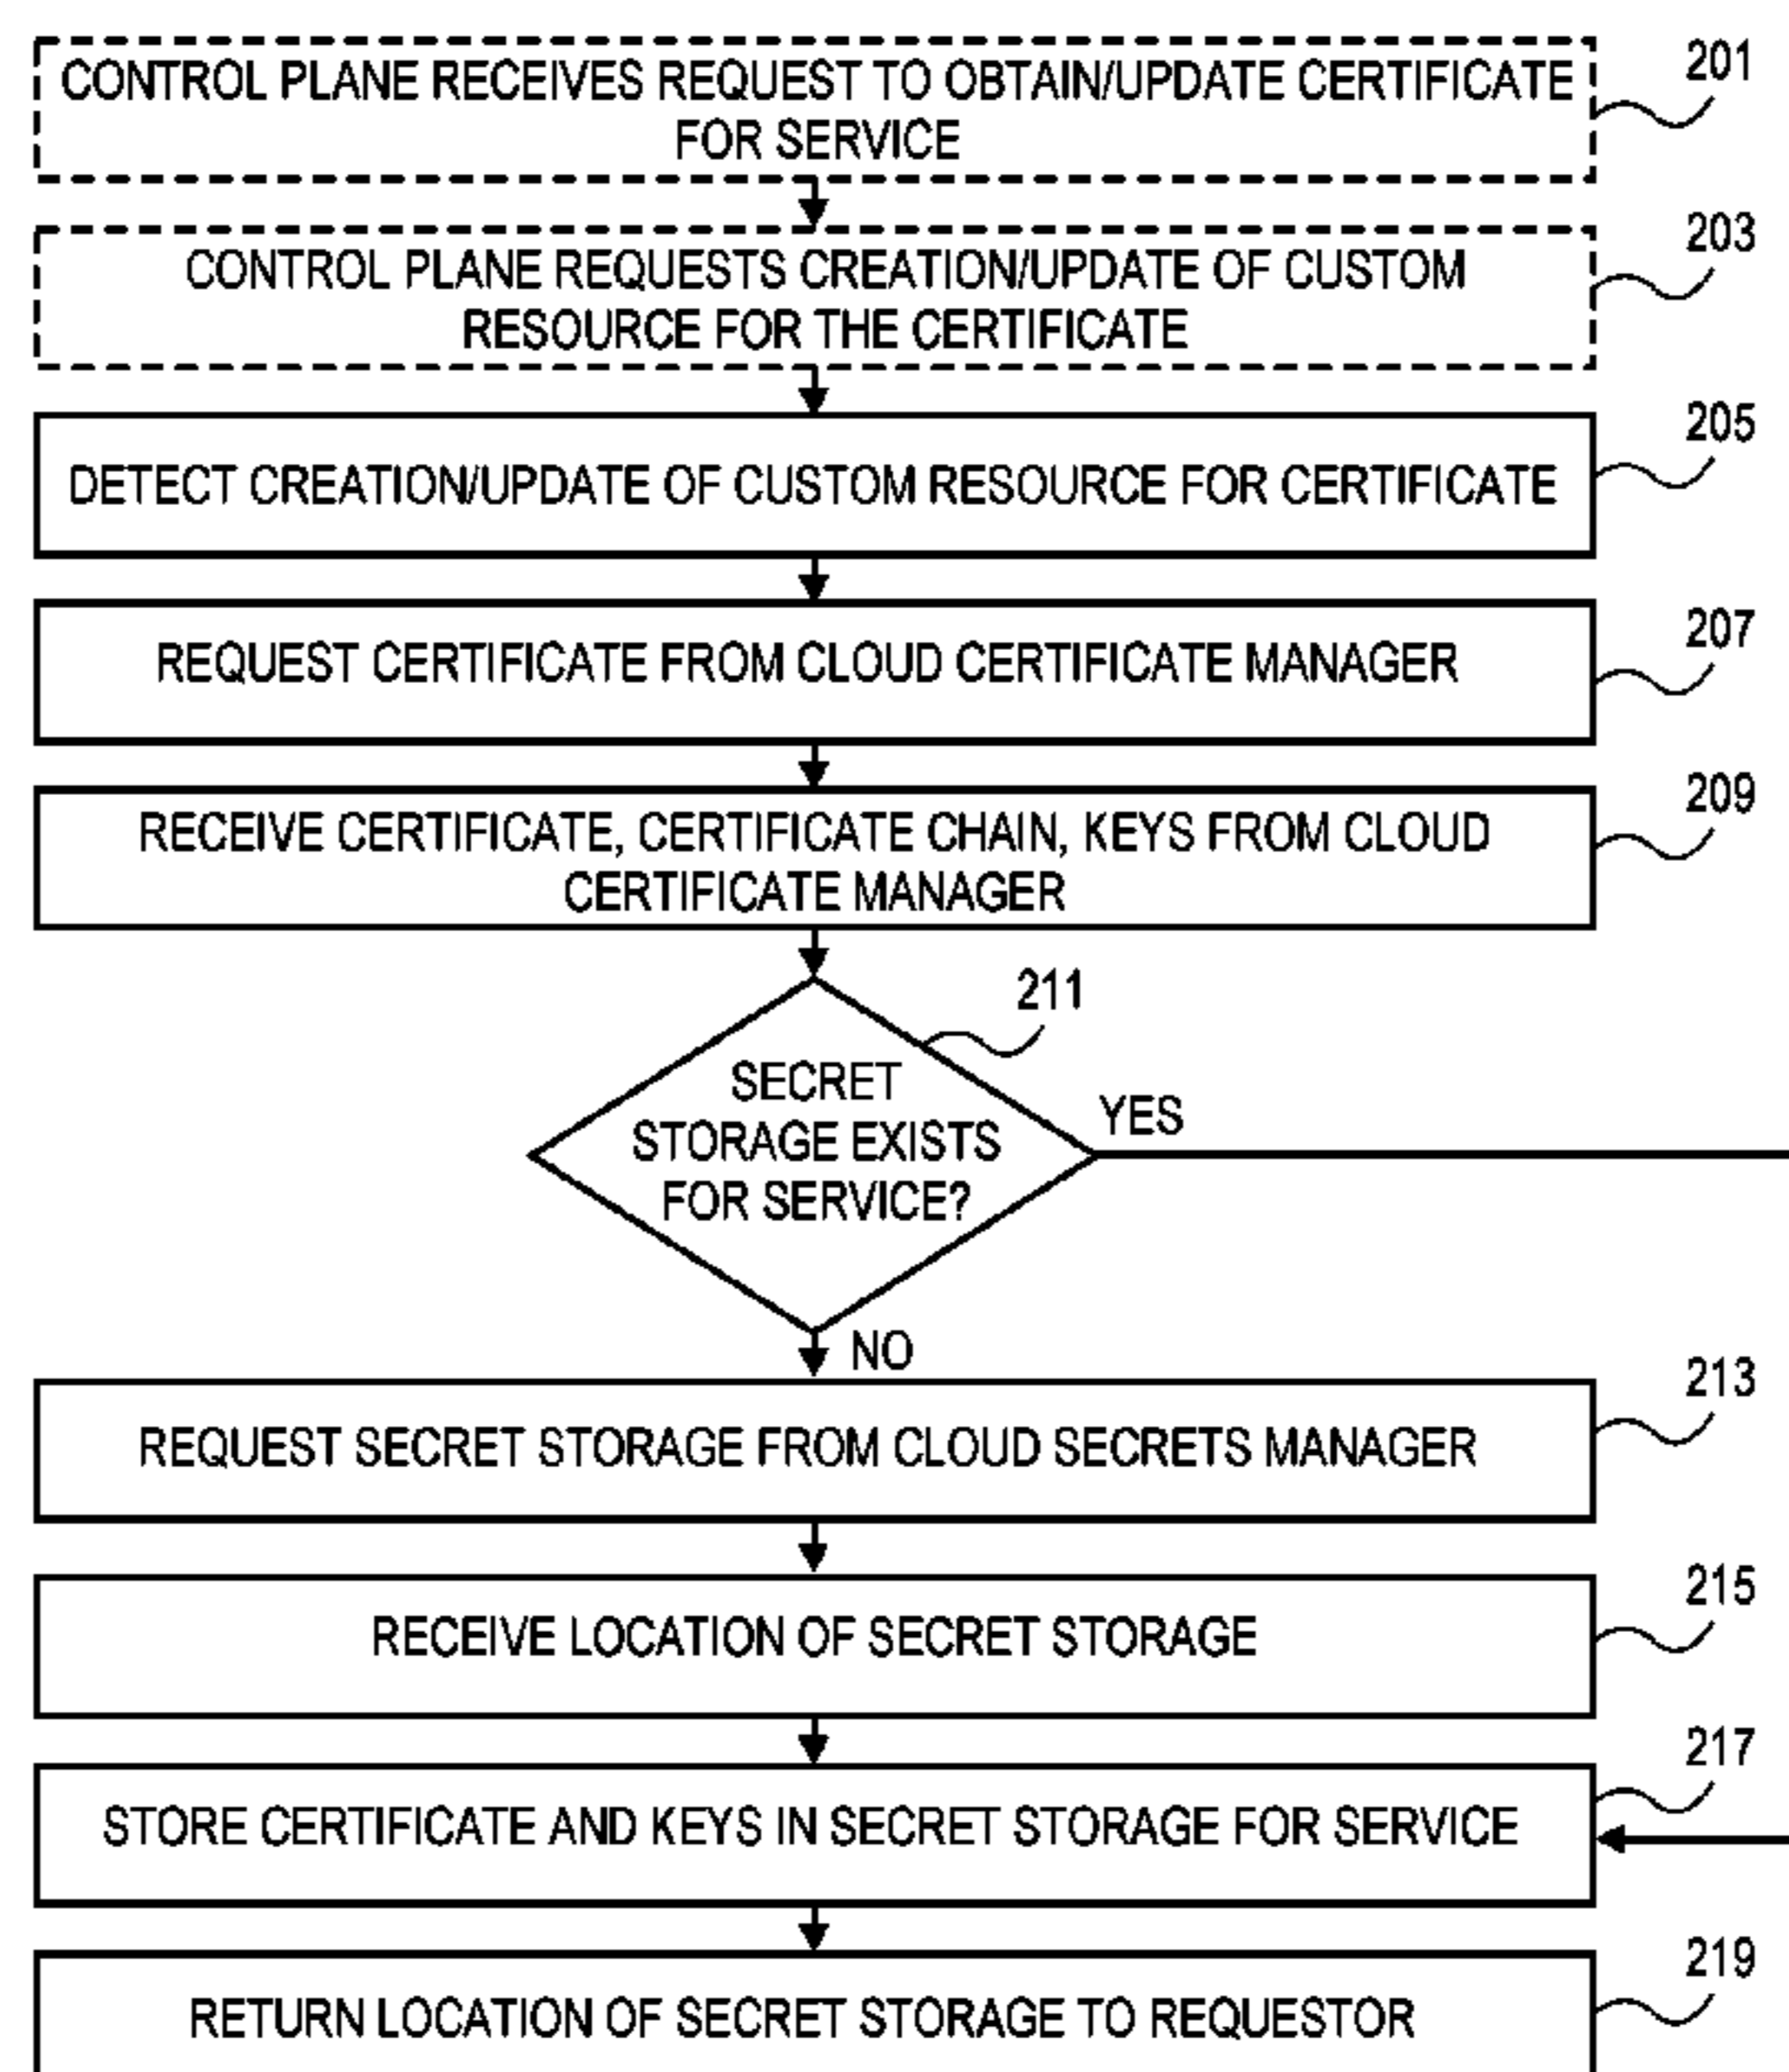 CONTROL PLANE RECEIVES REQUEST TO OBTAIN/UPDATE CERTIFICATE
FOR SERVICE
201
CONTROL PLANE REQUESTS CREATION/UPDATE OF CUSTOM
RESOURCE FOR THE CERTIFICATE
203
DETECT CREATION/UPDATE OF CUSTOM RESOURCE FOR CERTIFICATE
205
REQUEST CERTIFICATE FROM CLOUD CERTIFICATE MANAGER
207
RECEIVE CERTIFICATE, CERTIFICATE CHAIN, KEYS FROM CLOUD
CERTIFICATE MANAGER
209
211
SECRET
STORAGE EXISTS
FOR SERVICE?
YES
NO
REQUEST SECRET STORAGE FROM CLOUD SECRETS MANAGER
213
RECEIVE LOCATION OF SECRET STORAGE
215
STORE CERTIFICATE AND KEYS IN SECRET STORAGE FOR SERVICE
217
RETURN LOCATION OF SECRET STORAGE TO REQUESTOR
219